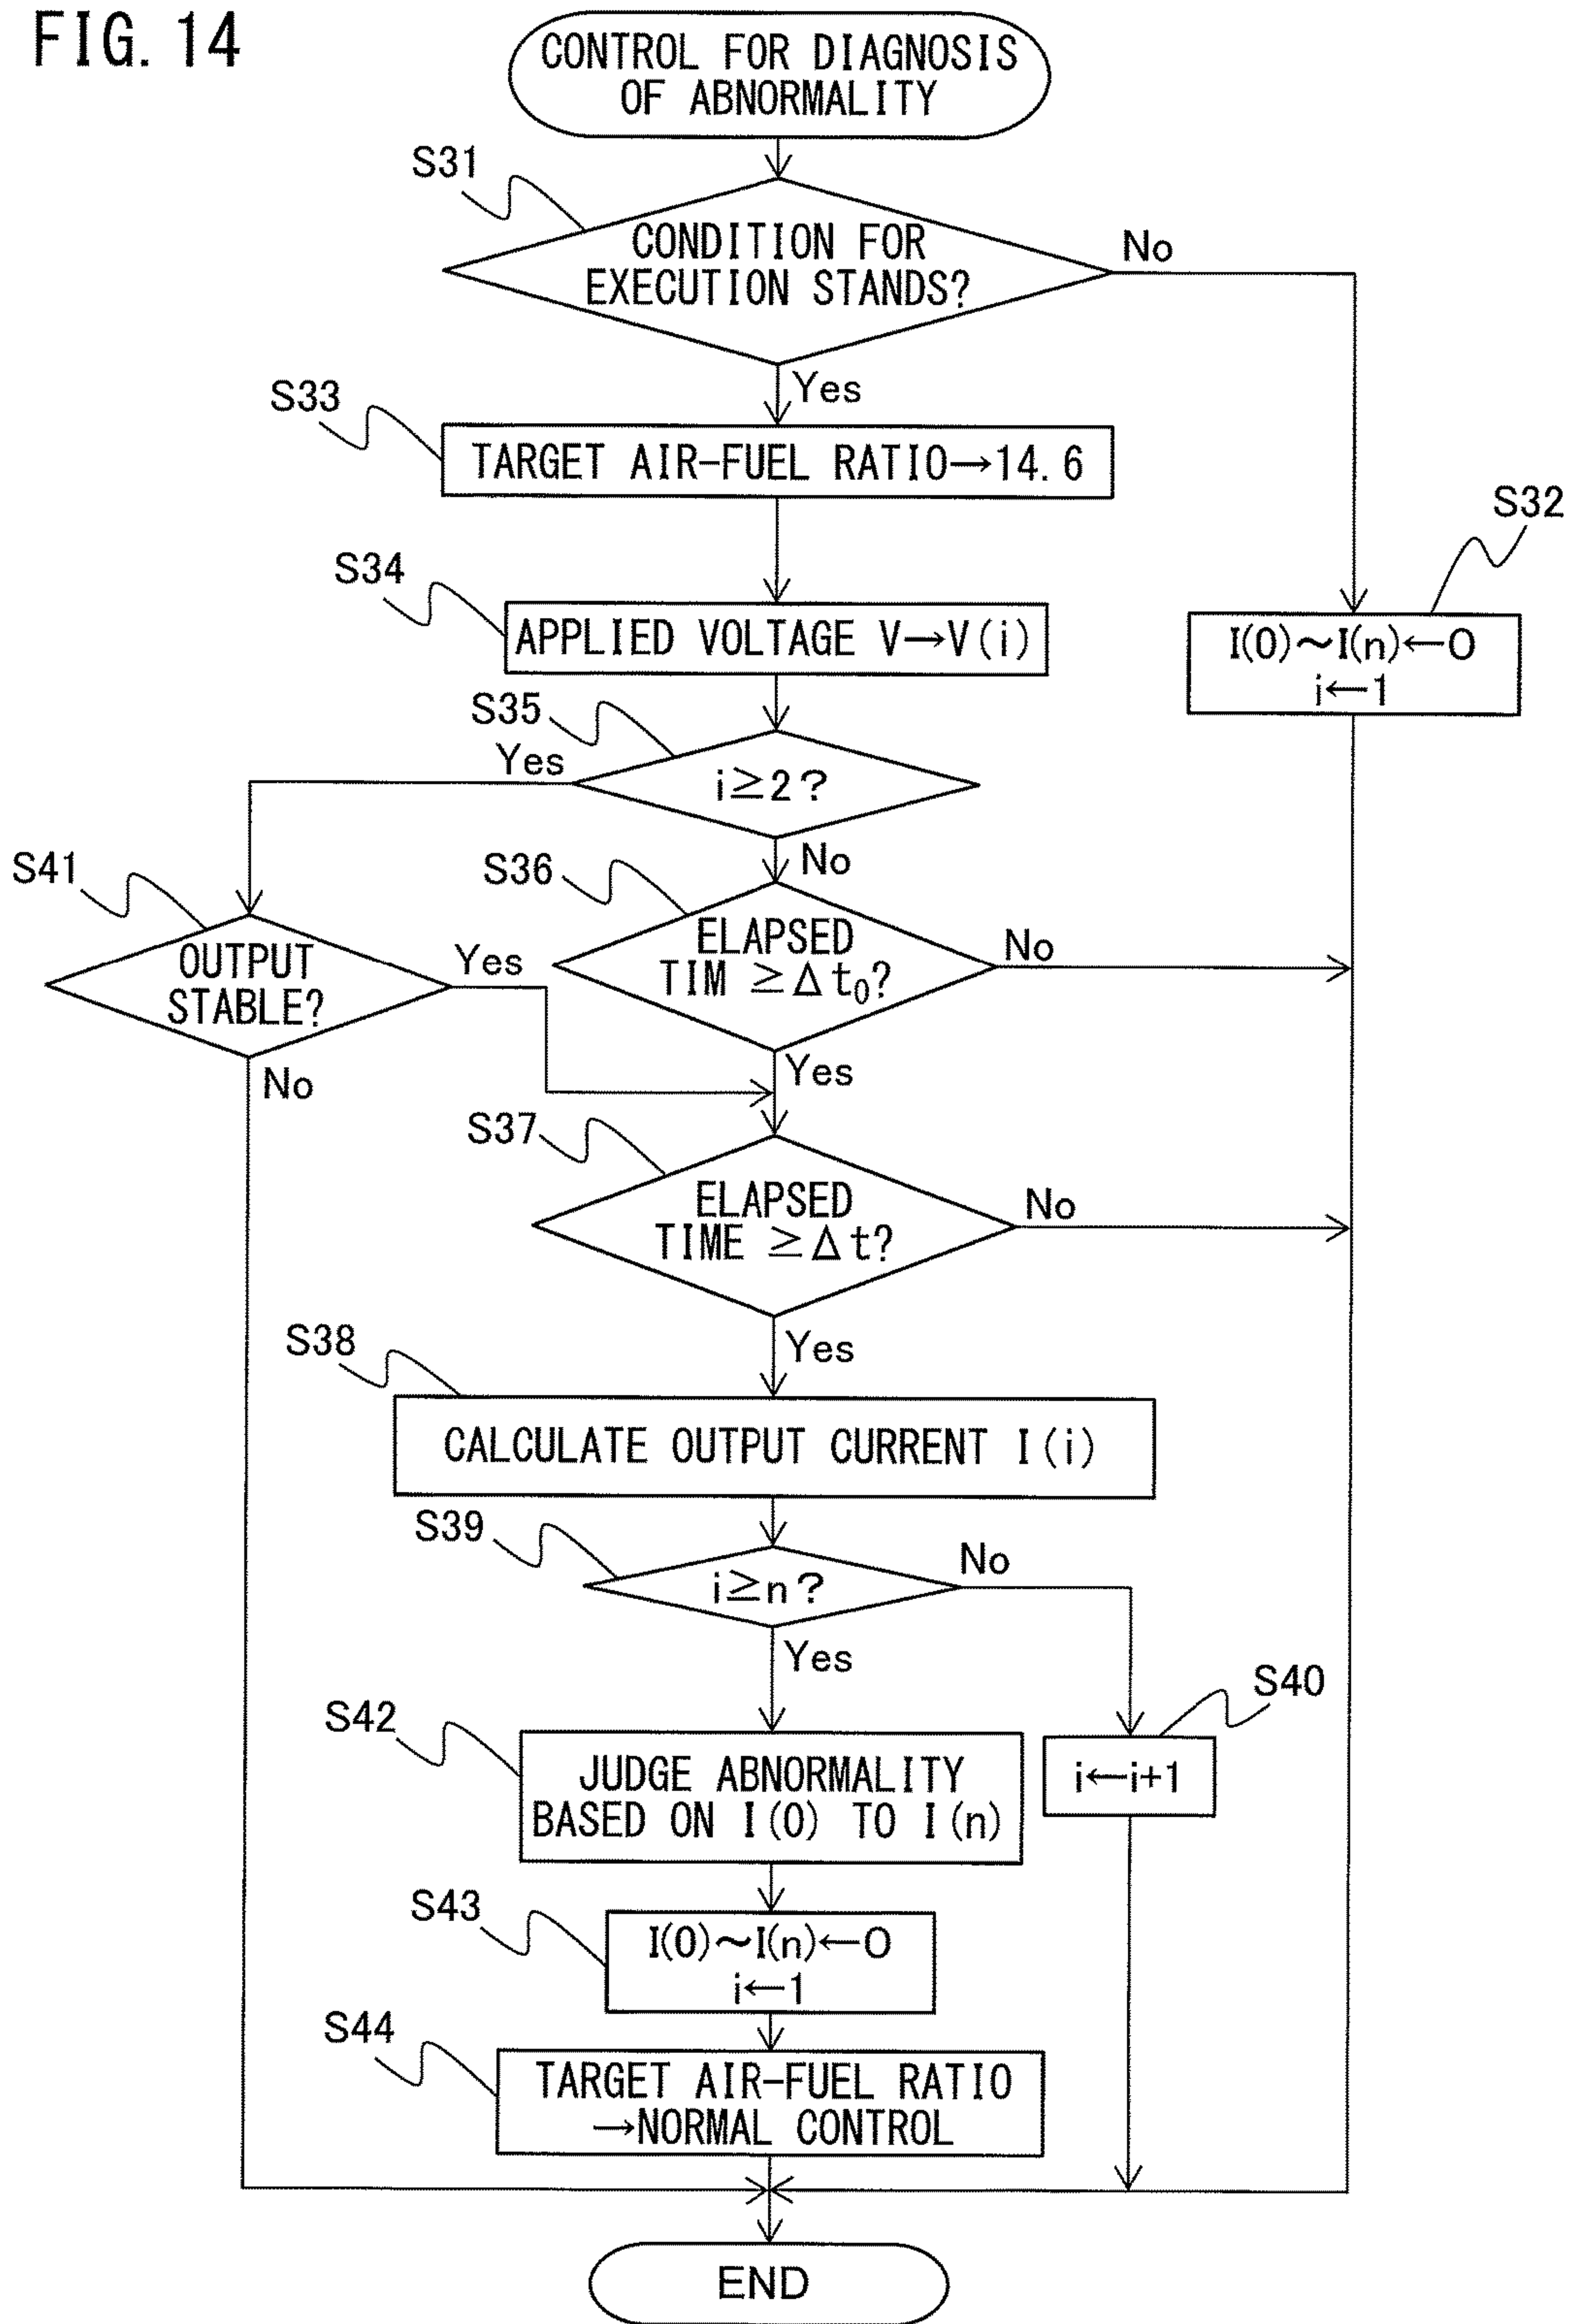 FIG. 14
CONTROL FOR DIAGNOSIS
OF ABNORMALITY
S31
CONDITION FOR
EXECUTION STANDS?
No
Yes
S33
TARGET AIR-FUEL RATIO→14.6
S32
I(0)～I(n)←0
i←1
S34
APPLIED VOLTAGE V→V(i)
S35
Yes
i≧2?
No
S41
OUTPUT
STABLE?
Yes
No
S36
ELAPSED
TIM ≧Δt₀?
No
Yes
S37
ELAPSED
TIME ≧Δt?
No
Yes
S38
CALCULATE OUTPUT CURRENT I(i)
S39
i≧n?
No
Yes
S40
i←i+1
S42
JUDGE ABNORMALITY
BASED ON I(0) TO I(n)
S43
I(0)～I(n)←0
i←1
S44
TARGET AIR-FUEL RATIO
→NORMAL CONTROL
END